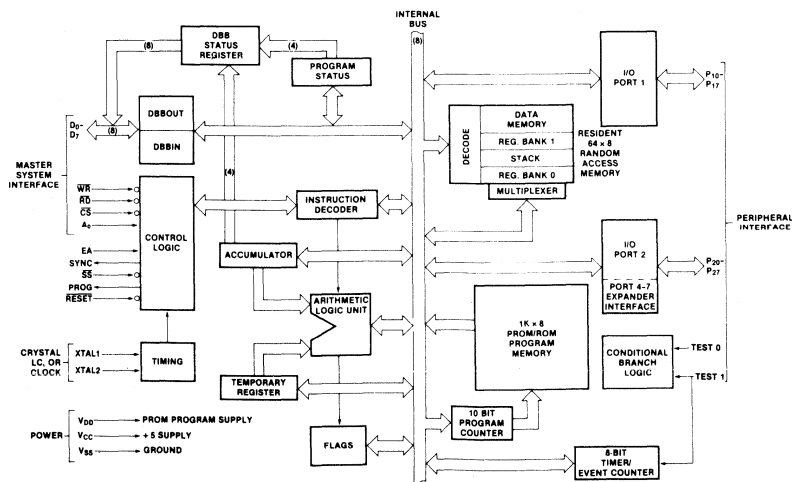 INTERNAL
BUS
(8)
DBB
STATUS
REGISTER
(8)
(4)
PROGRAM
STATUS
I/O
PORT 1
P10-
P17
DBBOUT
DBBIN
D0-
D7
(8)
MASTER
SYSTEM
INTERFACE
WR
RD
CS
A0
CONTROL
LOGIC
(4)
INSTRUCTION
DECODER
DECODE
DATA
MEMORY
REG. BANK 1
STACK
REG. BANK 0
MULTIPLEXER
RESIDENT
64 × 8
RANDOM
ACCESS
MEMORY
PERIPHERAL
INTERFACE
EA
SYNC
SS
PROG
RESET
ACCUMULATOR
ARITHMETIC
LOGIC UNIT
I/O
PORT 2
PORT 4-7
EXPANDER
INTERFACE
P20-
P27
1K × 8
PROM/ROM
PROGRAM
MEMORY
CONDITIONAL
BRANCH
LOGIC
TEST 0
TEST 1
CRYSTAL
LC, OR
CLOCK
XTAL1
XTAL2
TIMING
TEMPORARY
REGISTER
10 BIT
PROGRAM
COUNTER
FLAGS
8-BIT
TIMER/
EVENT COUNTER
POWER
VDD
PROM PROGRAM SUPPLY
VCC
+ 5 SUPPLY
VSS
GROUND